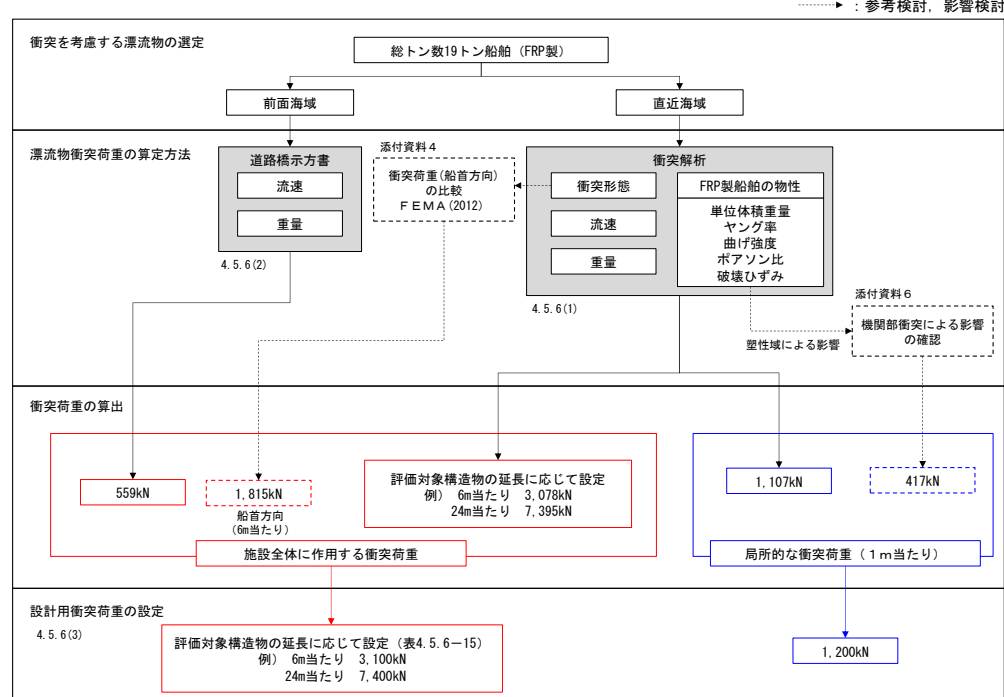 ：参考検討，影響検討
衝突を考慮する漂流物の選定
総トン数19トン船舶（FRP製）
前面海域
直近海域
漂流物衝突荷重の算定方法
道路橋示方書
流速
重量
4.5.6(2)
添付資料４
衝突荷重(船首方向)
の比較
ＦＥＭＡ(2012)
衝突解析
衝突形態
流速
重量
FRP製船舶の物性
単位体積重量
ヤング率
曲げ強度
ポアソン比
破壊ひずみ
4.5.6(1)
塑性域による影響
添付資料６
機関部衝突による影響
の確認
衝突荷重の算出
559kN
1,815kN
船首方向
(6m当たり)
評価対象構造物の延長に応じて設定
例） 6m当たり 3,078kN
24m当たり 7,395kN
施設全体に作用する衝突荷重
1,107kN
417kN
局所的な衝突荷重（１ｍ当たり）
設計用衝突荷重の設定
4.5.6(3)
評価対象構造物の延長に応じて設定（表4.5.6－15）
例） 6m当たり 3,100kN
24m当たり 7,400kN
1,200kN